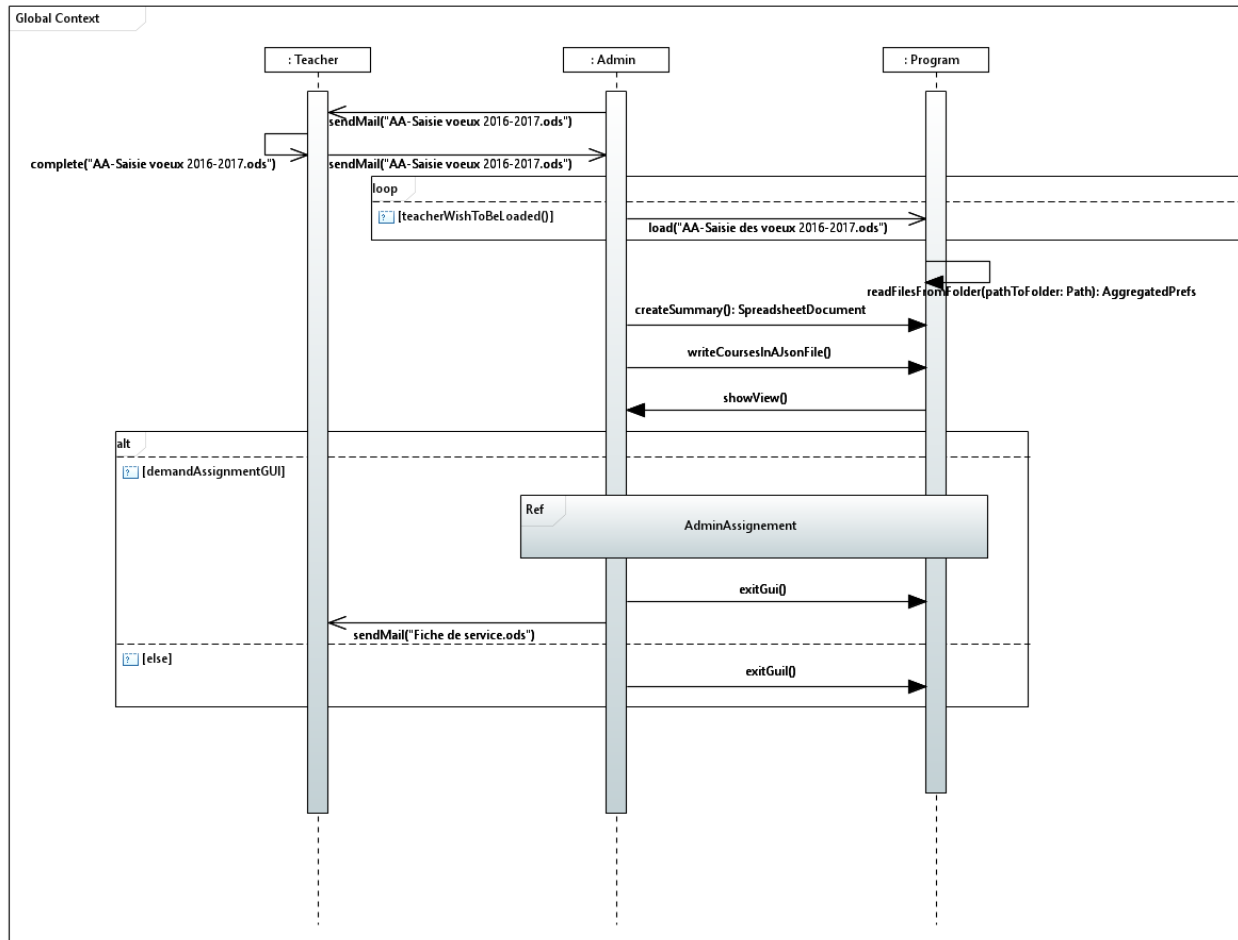 Global Context
: Teacher
: Admin
: Program
sendMail("AA-Saisie voeux 2016-2017.ods")
complete("AA-Saisie voeux 2016-2017.ods")
sendMail("AA-Saisie voeux 2016-2017.ods")
loop
? [teacherWishToBeLoaded()]
load("AA-Saisie des voeux 2016-2017.ods")
readFilesFromFolder(pathToFolder: Path): AggregatedPrefs
createSummary(): SpreadsheetDocument
writeCoursesInAJsonFile()
showView()
alt
? [demandAssignmentGUI]
Ref
AdminAssignement
exitGui()
sendMail("Fiche de service.ods")
? [else]
exitGuiI()